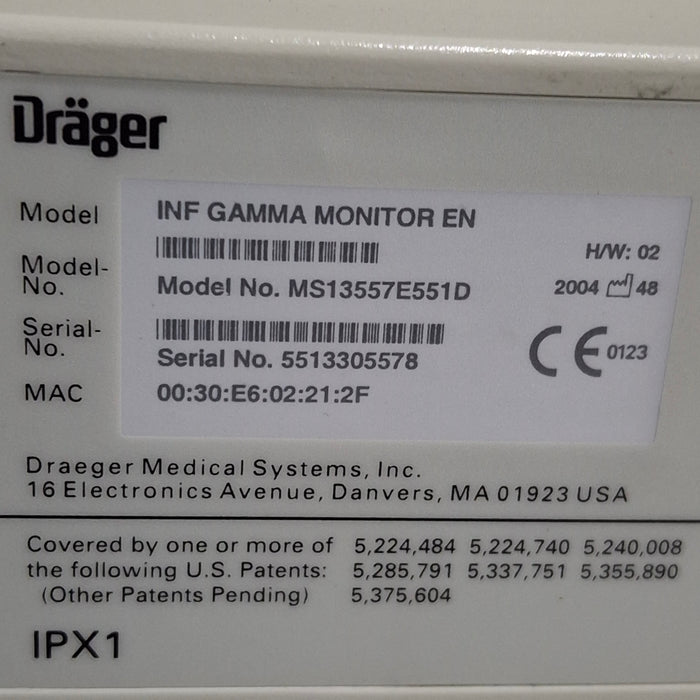 Dräger
Model INF GAMMA MONITOR EN
H/W: 02
Model-
No.
Model No. MS13557E551D
2004 48
Serial-
No.
Serial No. 5513305578
CE 0123
MAC 00:30:E6:02:21:2F
Draeger Medical Systems, Inc.
16 Electronics Avenue, Danvers, MA 01923 USA
Covered by one or more of 5,224,484 5,224,740 5,240,008
the following U.S. Patents: 5,285,791 5,337,751 5,355,890
(Other Patents Pending) 5,375,604
IPX1